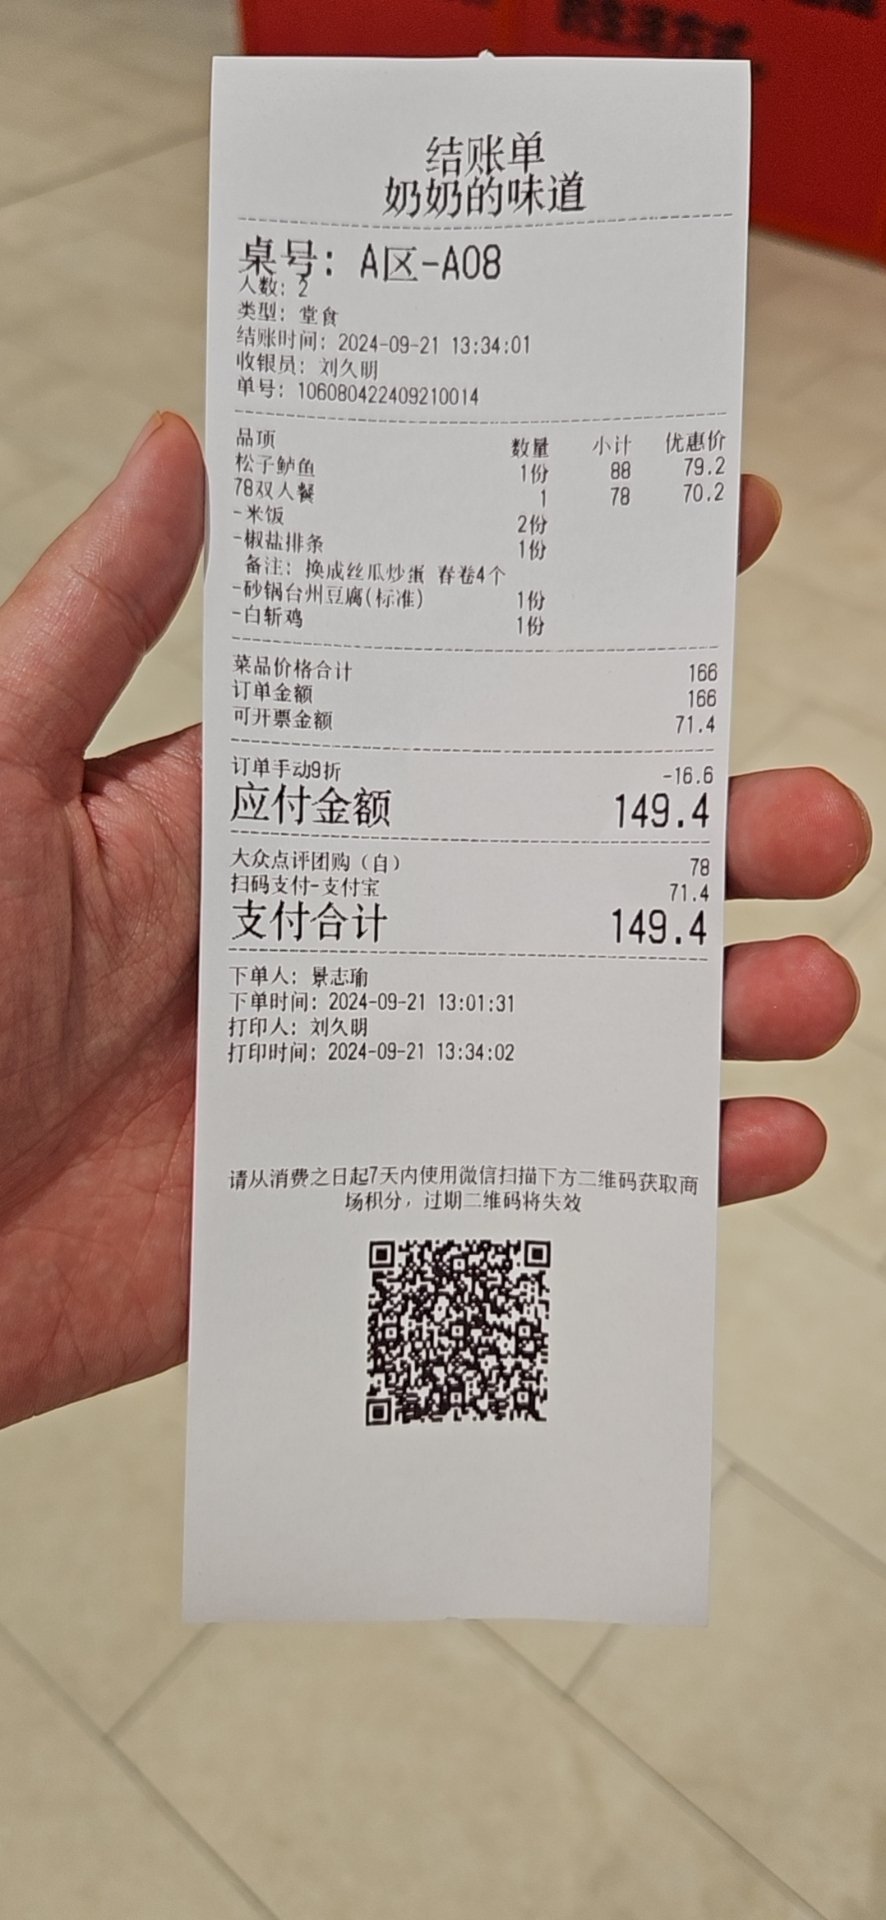 的生活方式
结账单
奶奶的味道
桌号: A区-A08
人数: 2
类型: 堂食
结账时间: 2024-09-21 13:34:01
收银员: 刘久明
单号: 106080422409210014
品项 数量 小计 优惠价
松子鲈鱼 1份 88 79.2
78双人餐 1 78 70.2
-米饭 2份
-椒盐排条 1份
备注: 换成丝瓜炒蛋 春卷4个
-砂锅台州豆腐(标准) 1份
-白斩鸡 1份
菜品价格合计 166
订单金额 166
可开票金额 71.4
订单手动9折 -16.6
应付金额 149.4
大众点评团购（自） 78
扫码支付-支付宝 71.4
支付合计 149.4
下单人: 景志瑜
下单时间: 2024-09-21 13:01:31
打印人: 刘久明
打印时间: 2024-09-21 13:34:02
请从消费之日起7天内使用微信扫描下方二维码获取商
场积分，过期二维码将失效